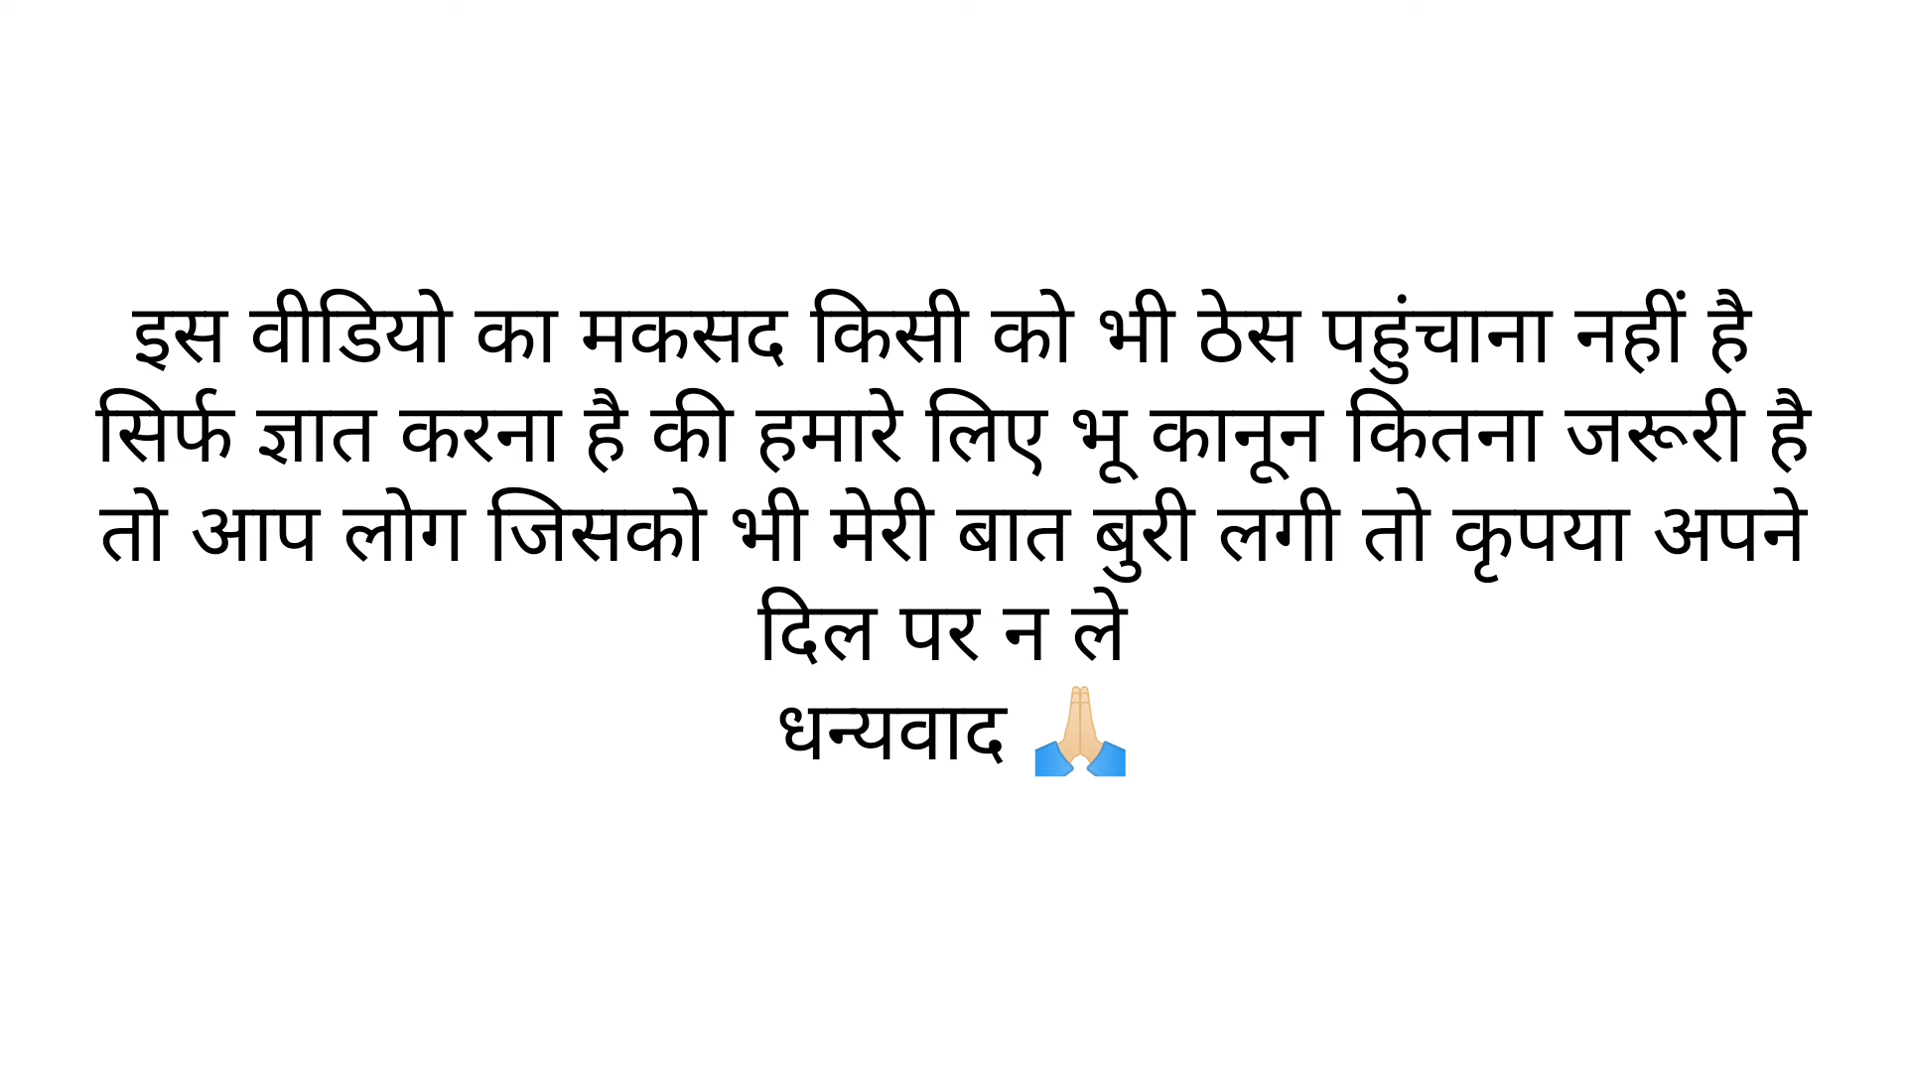 इस वीडियो का मकसद किसी को भी ठेस पहुंचाना नहीं है
सिर्फ ज्ञात करना है की हमारे लिए भू कानून कितना जरूरी है
तो आप लोग जिसको भी मेरी बात बुरी लगी तो कृपया अपने
दिल पर न ले
धन्यवाद 🙏🏻